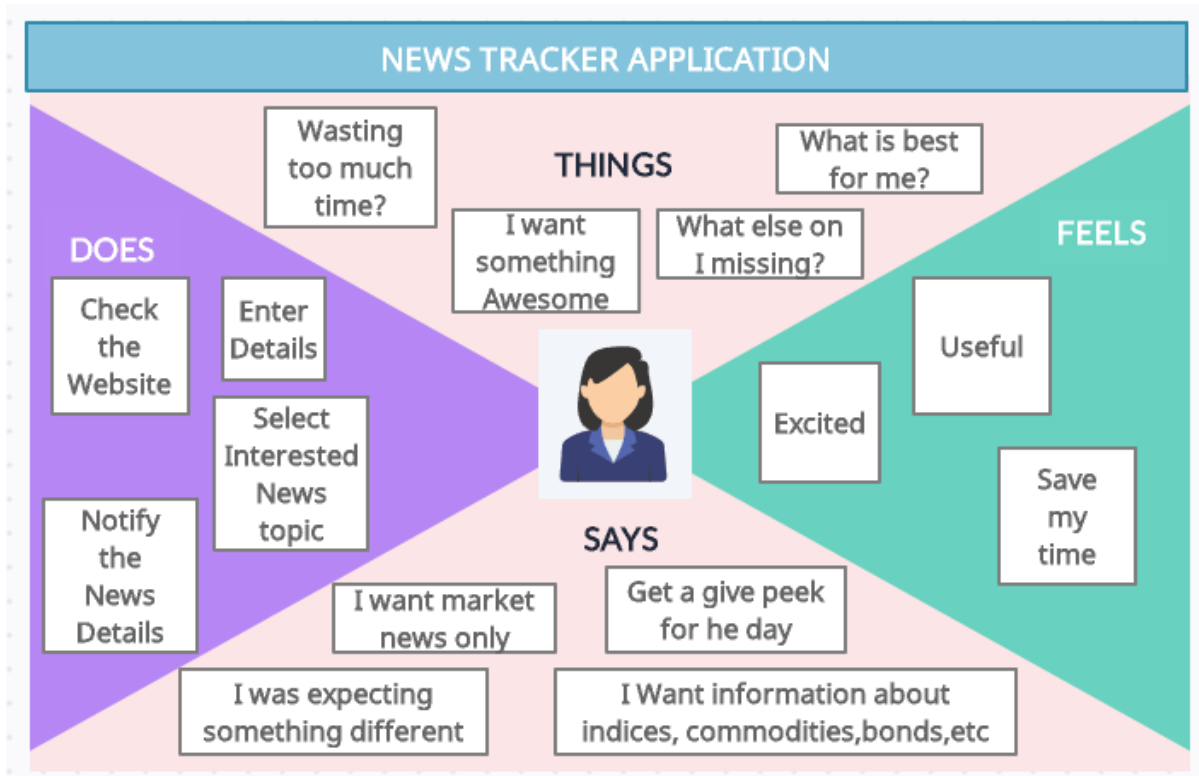 NEWS TRACKER APPLICATION
THINGS
Wasting
too much
time?
I want
something
Awesome
What else on
I missing?
What is best
for me?
DOES
Check
the
Website
Enter
Details
Select
Interested
News
topic
Notify
the
News
Details
FEELS
Useful
Excited
Save
my
time
SAYS
I want market
news only
Get a give peek
for he day
I was expecting
something different
I Want information about
indices, commodities,bonds,etc